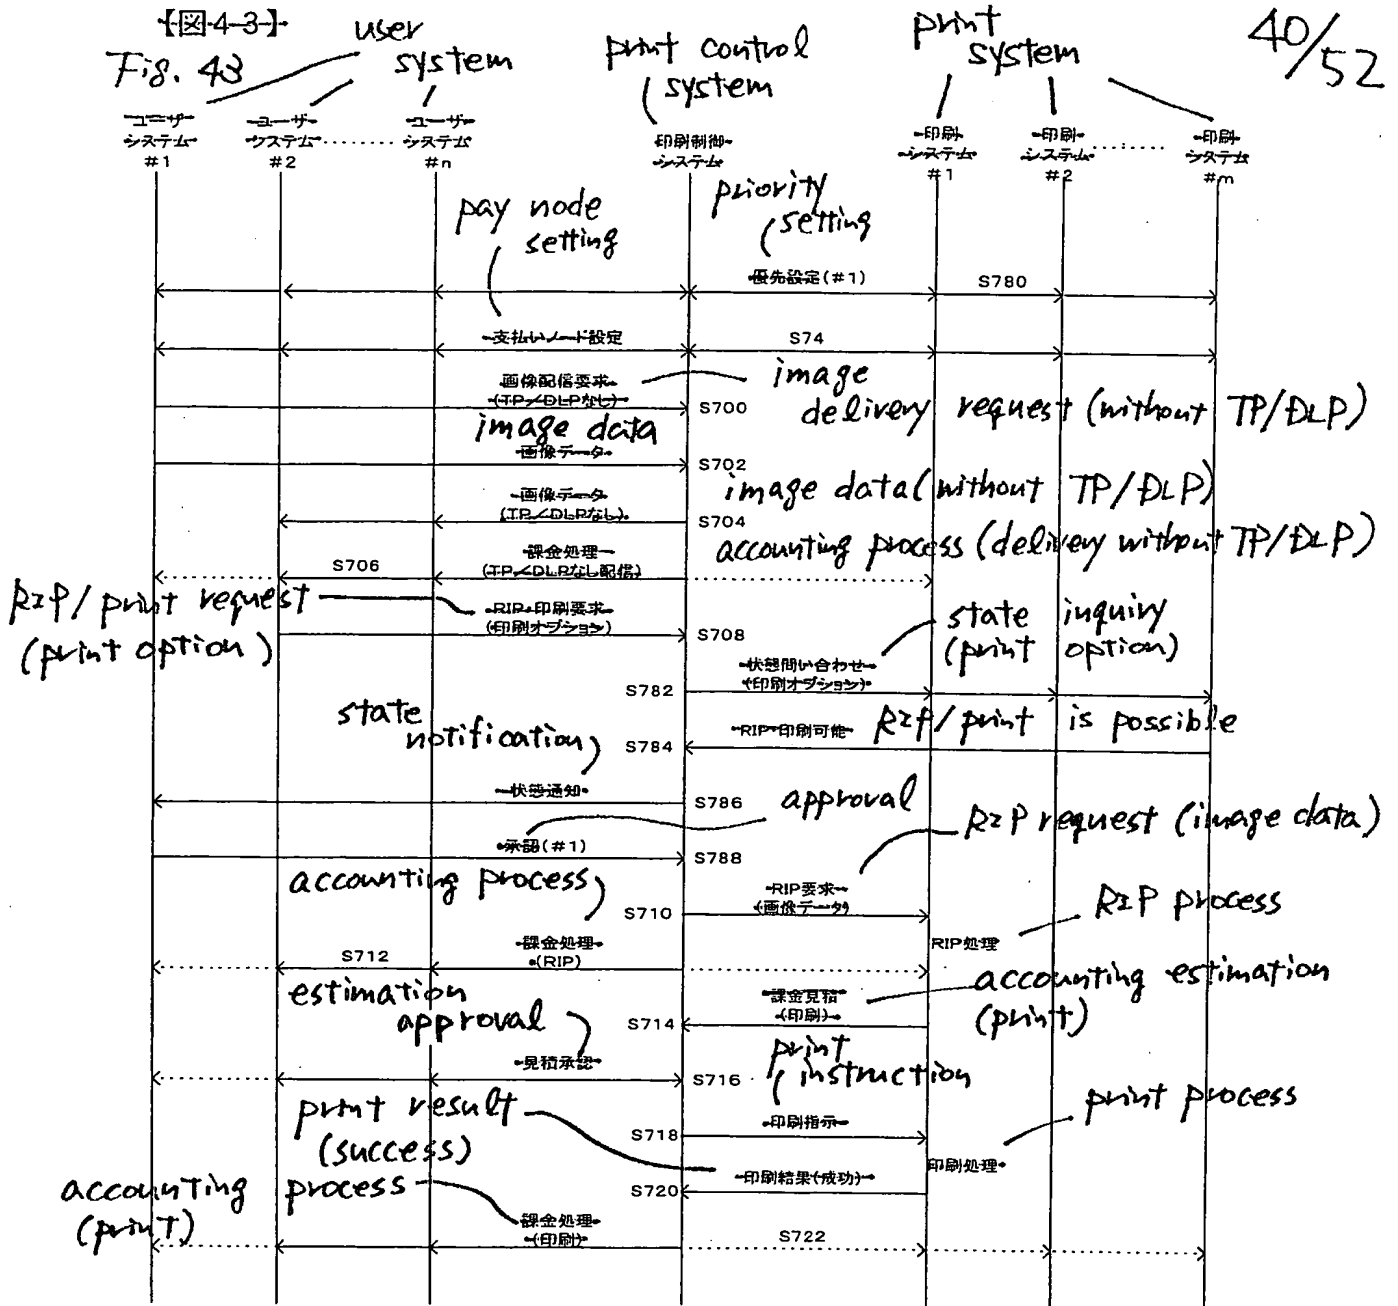 【図43】
Fig. 43
user
system
print control
system
print
system
40/52
ユーザ
システム
#1
ユーザ
システム
#2
ユーザ
システム
#n
印刷制御
システム
印刷
システム
#1
印刷
システム
#2
印刷
システム
#m
pay node
setting
priority
setting
優先設定(#1)
S780
支払いノード設定
S74
画像配信要求
(TP/DLPなし)
S700
image
delivery request (without TP/DLP)
image data
画像データ
S702
画像データ
(TP/DLPなし)
S704
image data (without TP/DLP)
S706
課金処理
(TP/DLPなし配信)
accounting process (delivery without TP/DLP)
RIP/print request
(print option)
RIP・印刷要求
(印刷オプション)
S708
state inquiry
(print option)
S782
状態問い合わせ
(印刷オプション)
state
notification
S784
RIP・印刷可能
RIP/print is possible
状態通知
S786
approval
承認(#1)
S788
RIP request (image data)
accounting process
S710
RIP要求
(画像データ)
RIP process
RIP処理
S712
課金処理
(RIP)
estimation
approval
S714
課金見積
(印刷)
accounting estimation
(print)
見積承認
S716
print
instruction
print result
(success)
S718
印刷指示
print process
印刷処理
S720
印刷結果(成功)
accounting process
(print)
課金処理
(印刷)
S722